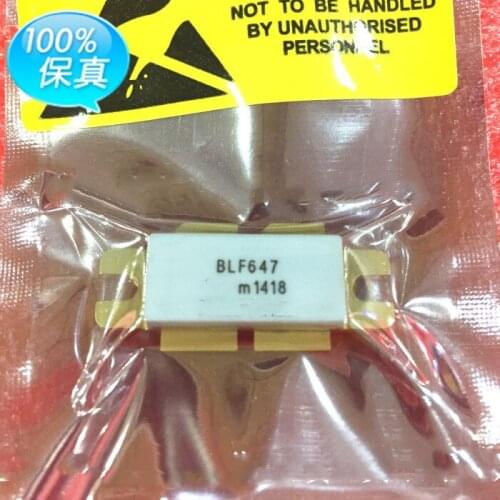 100%
保真
NOT TO BE HANDLED
BY UNAUTHORISED
PERSONNEL
BLF647
m1418